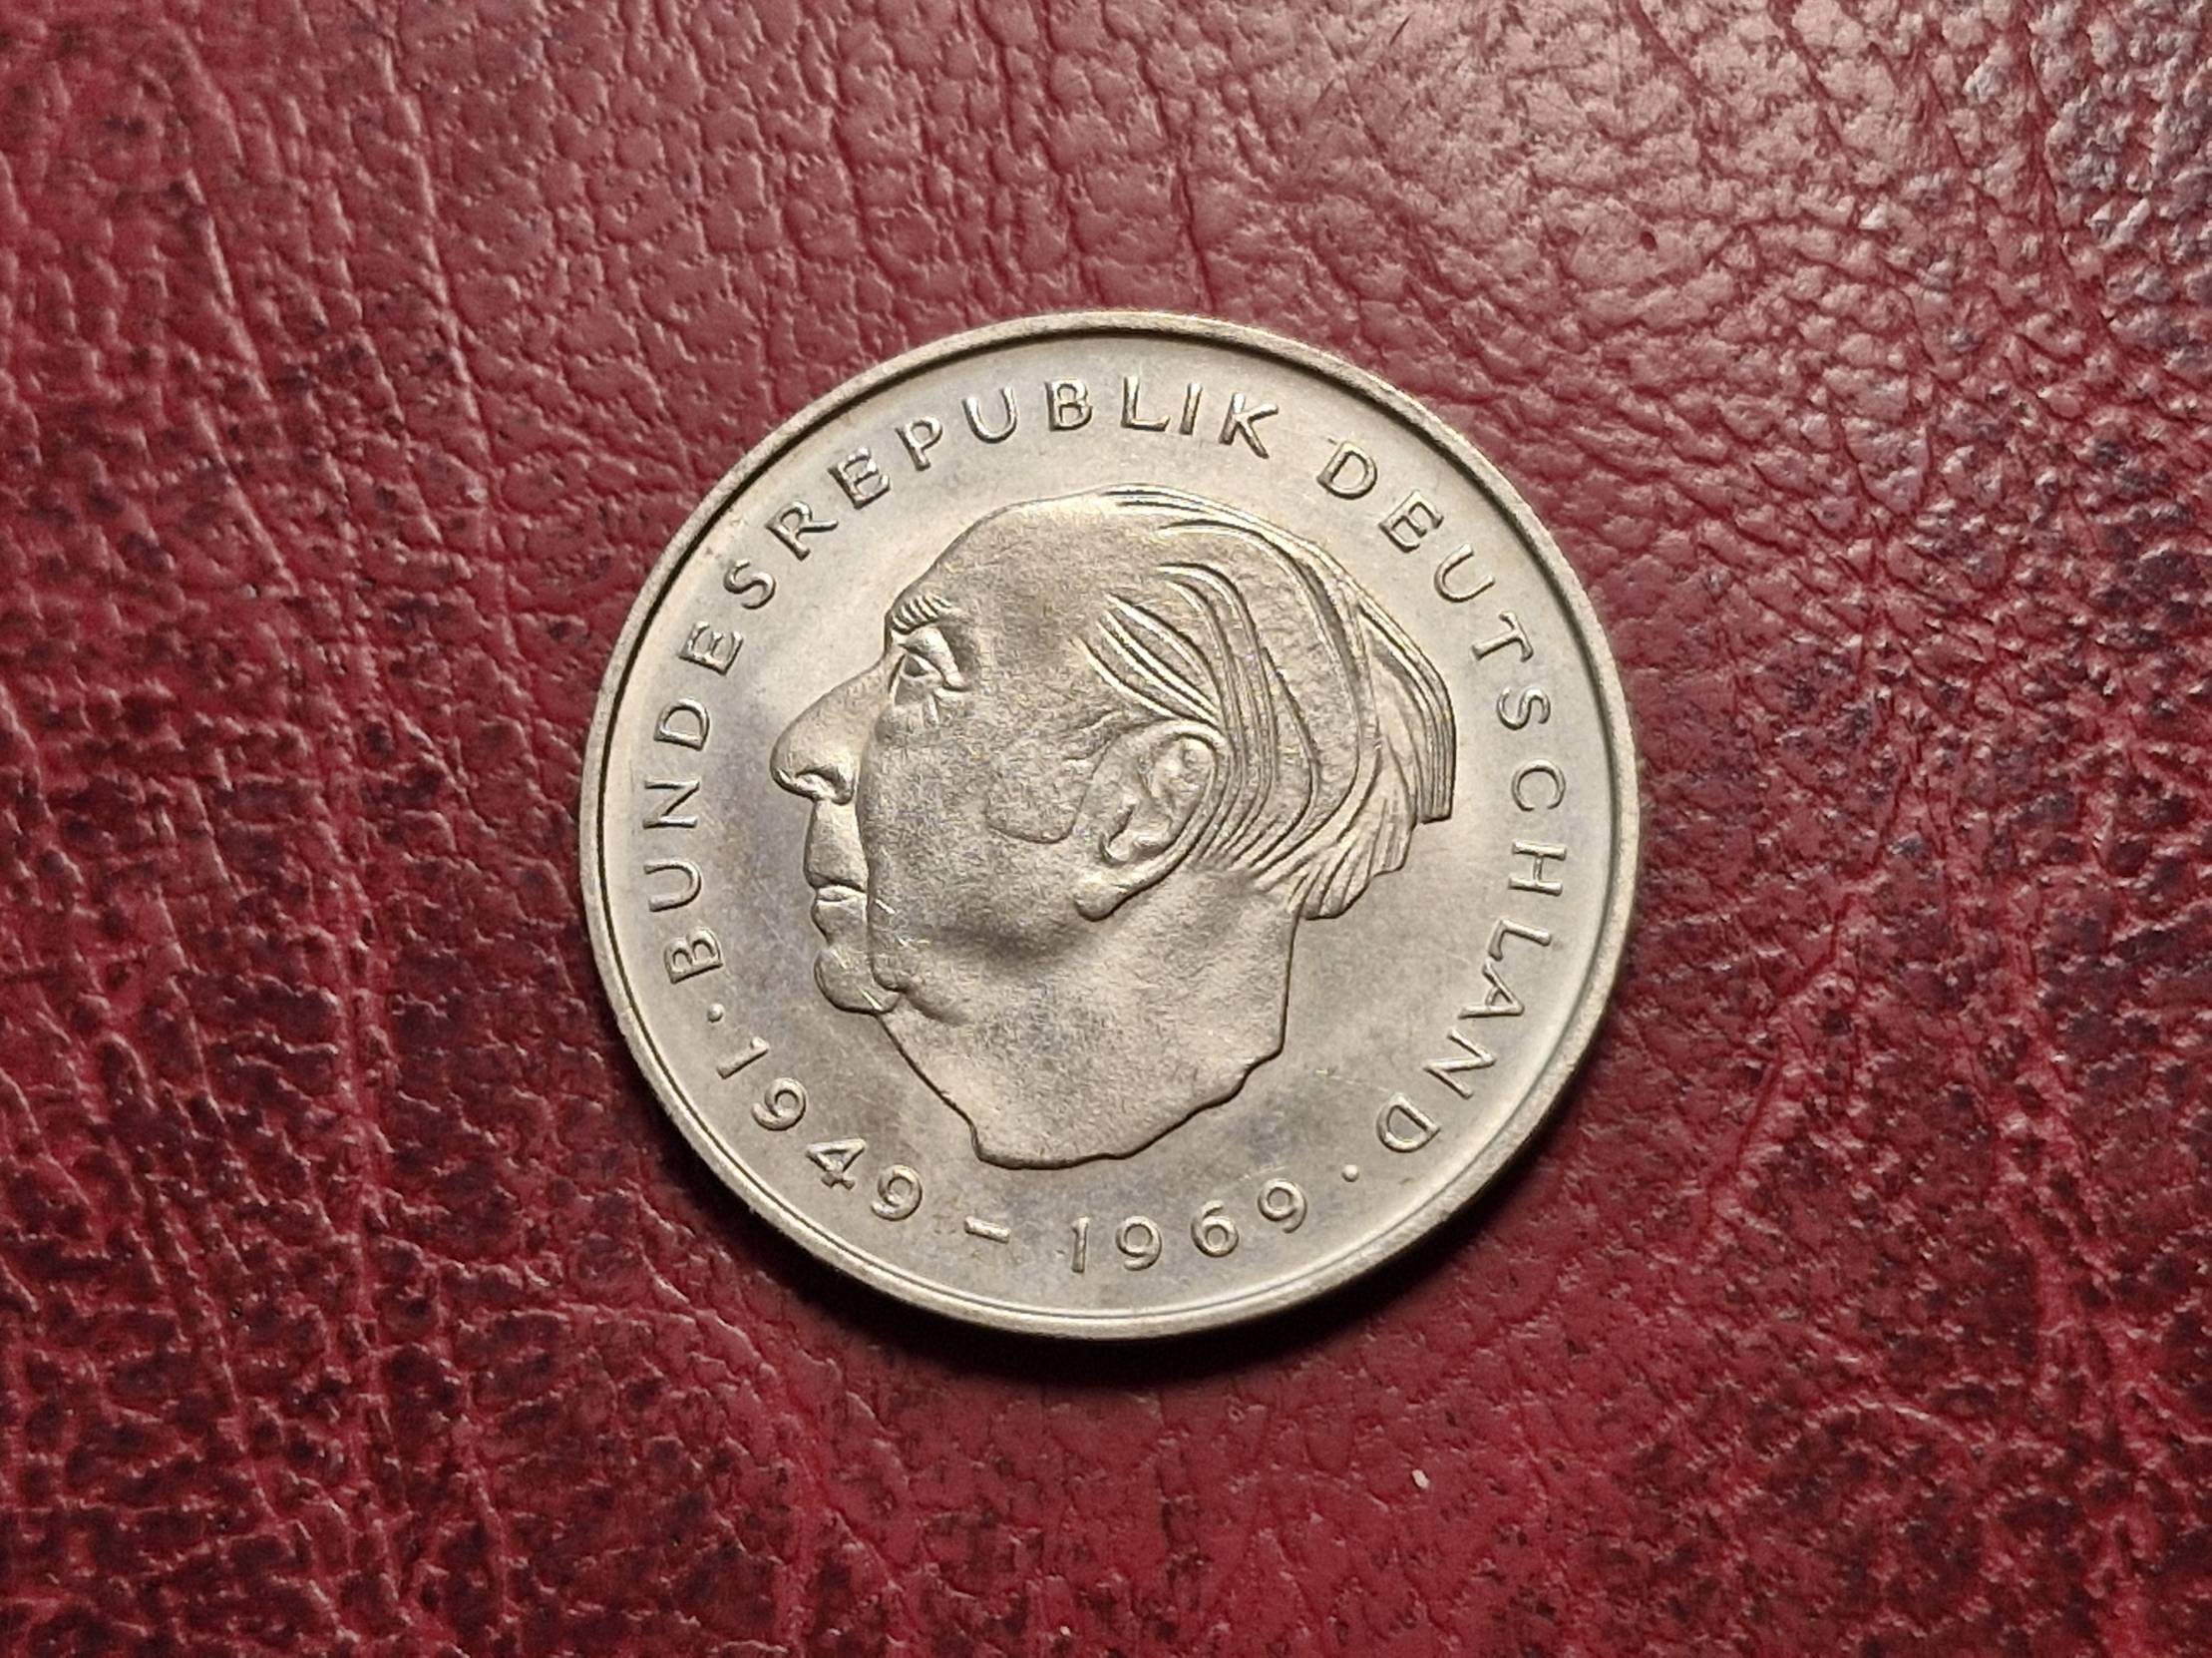 · BUNDESREPUBLIK DEUTSCHLAND ·
1949 – 1969